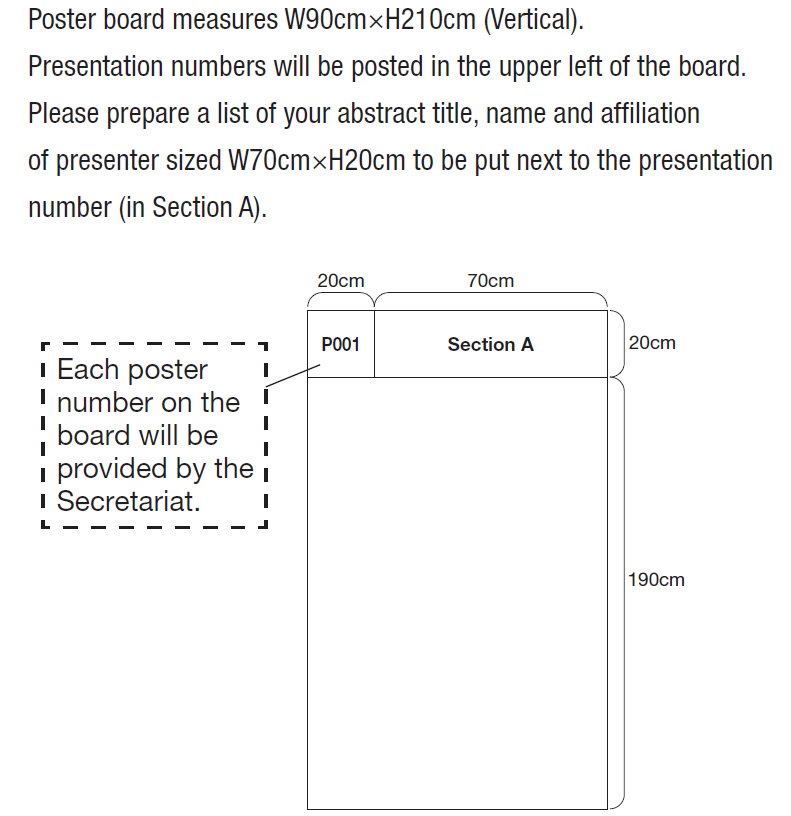 Poster board measures W90cm×H210cm (Vertical).
Presentation numbers will be posted in the upper left of the board.
Please prepare a list of your abstract title, name and affiliation
of presenter sized W70cm×H20cm to be put next to the presentation
number (in Section A).
20cm 70cm
P001 Section A 20cm
Each poster
number on the
board will be
provided by the
Secretariat.
190cm